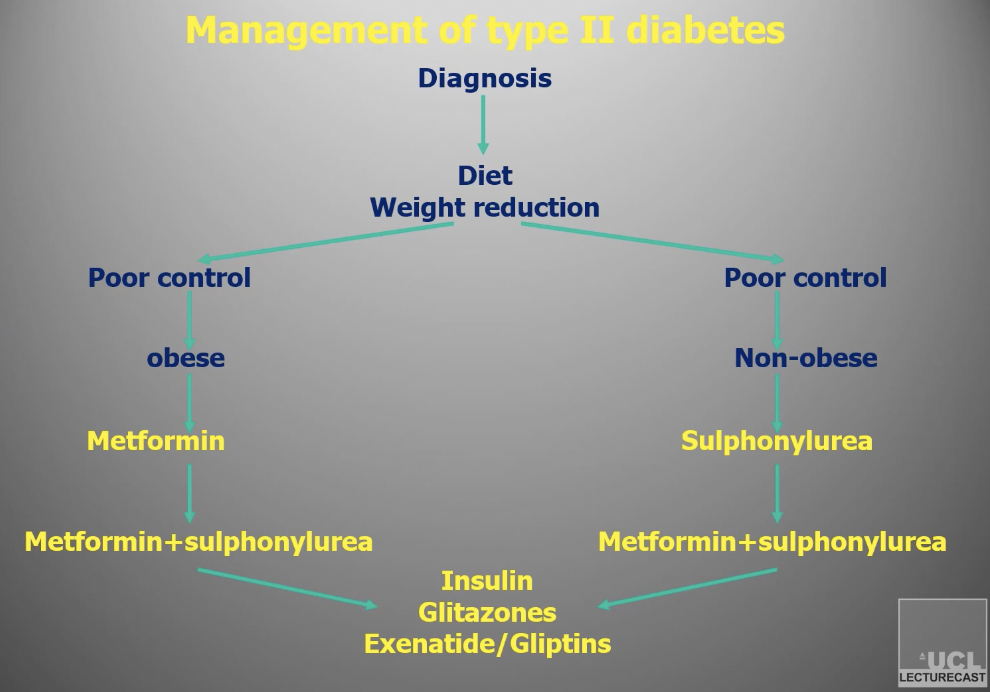 Management of type II diabetes
Diagnosis
Diet
Weight reduction
Poor control
Poor control
obese
Non-obese
Metformin
Sulphonylurea
Metformin+sulphonylurea
Metformin+sulphonylurea
Insulin
Glitazones
Exenatide/Gliptins
UCL
LECTURECAST